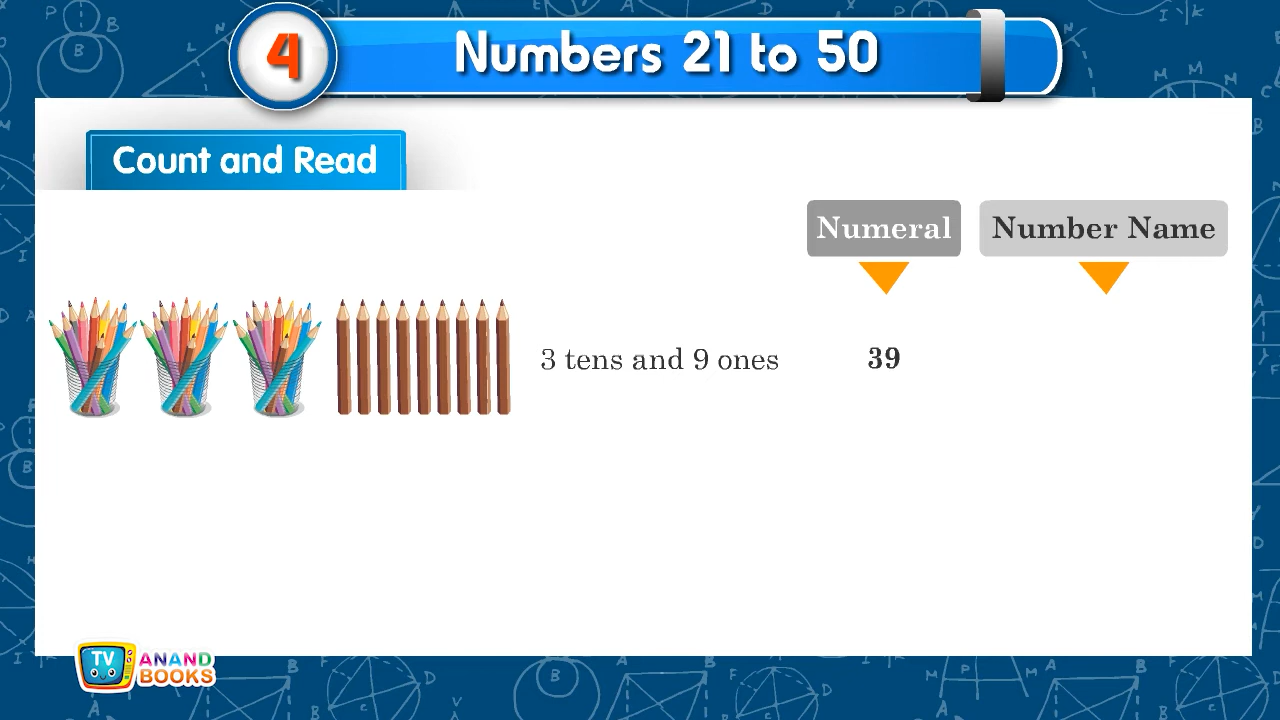 4
Numbers 21 to 50
Count and Read
Numeral
Number Name
3 tens and 9 ones
39
TV
ANAND
BOOKS